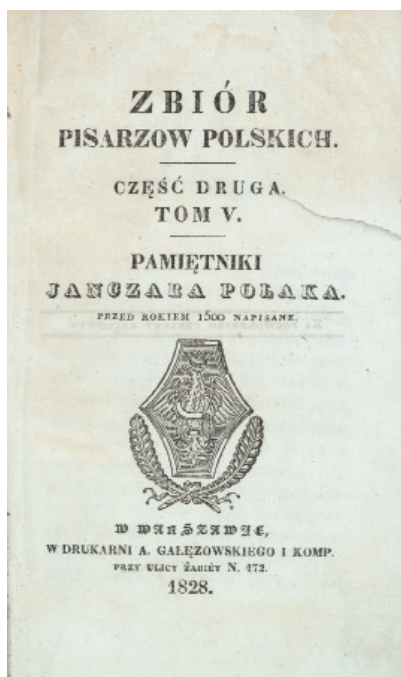 ZBIÓR
PISARZOW POLSKICH.
CZĘŚĆ DRUGA.
TOM V.
PAMIĘTNIKI
JANCZARA POLAKA.
PRZED ROKIEM 1500 NAPISANE.
W WARSZAWIE,
W DRUKARNI A. GAŁĘZOWSKIEGO I KOMP.
PRZY ULICY ŻABIEY N. 472.
1828.